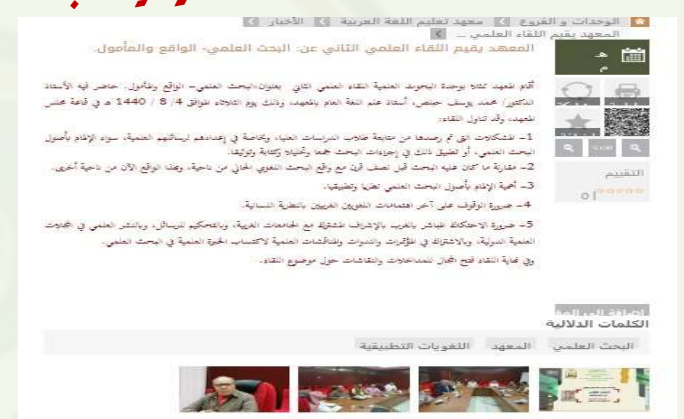 الوحدات و الفروع معهد تعليم اللغة العربية الأخبار
المعهد يقيم اللقاء العلمي ...
المعهد يقيم اللقاء العلمي الثاني عن: البحث العلمي، الواقع والمأمول.
هـ
م
أقام المعهد ممثلا بوحدة البحوث العلمية اللقاء العلمي الثاني بعنوان:البحث العلمي– الواقع والمأمول. حاضر فيه الأستاذ
الدكتور/ محمد يوسف حبلص، أستاذ علم اللغة العام بالمعهد، وذلك يوم الثلاثاء الموافق 4/ 8 / 1440 هـ في قاعة مجلس
المعهد، وقد تناول اللقاء:
1– المشكلات التي تم رصدها من متابعة طلاب الدراسات العليا، وبخاصة في إعدادهم لرسائلهم العلمية، سواء الإلمام بأصول
البحث العلمي، أو تطبيق ذلك في إجراءات البحث جمعا وتحليلا وكتابة وتوثيقا.
2– مقارنة ما كان عليه البحث قبل نصف قرن مع واقع البحث اللغوي الحالي من ناحية، وبهذا الواقع الآن من ناحية أخرى.
3– أهمية الإلمام بأصول البحث العلمي نظريا وتطبيقيا.
4– ضرورة الوقوف على آخر اهتمامات اللغويين الغربيين بالنظرية اللسانية.
5– ضرورة الاحتكاك المباشر بالغرب بالإشراف المشترك مع الجامعات الغربية، وبالتحكيم للرسائل، وبالنشر العلمي في المجلات
العلمية الدولية، وبالاشتراك في المؤتمرات والندوات والمناقشات العلمية لاكتساب الخبرة العلمية في البحث العلمي.
وفي نهاية اللقاء فتح المجال للمداخلات والنقاشات حول موضوع اللقاء.
التقييم
0
الكلمات الدلالية
البحث العلمي المعهد اللغويات التطبيقية